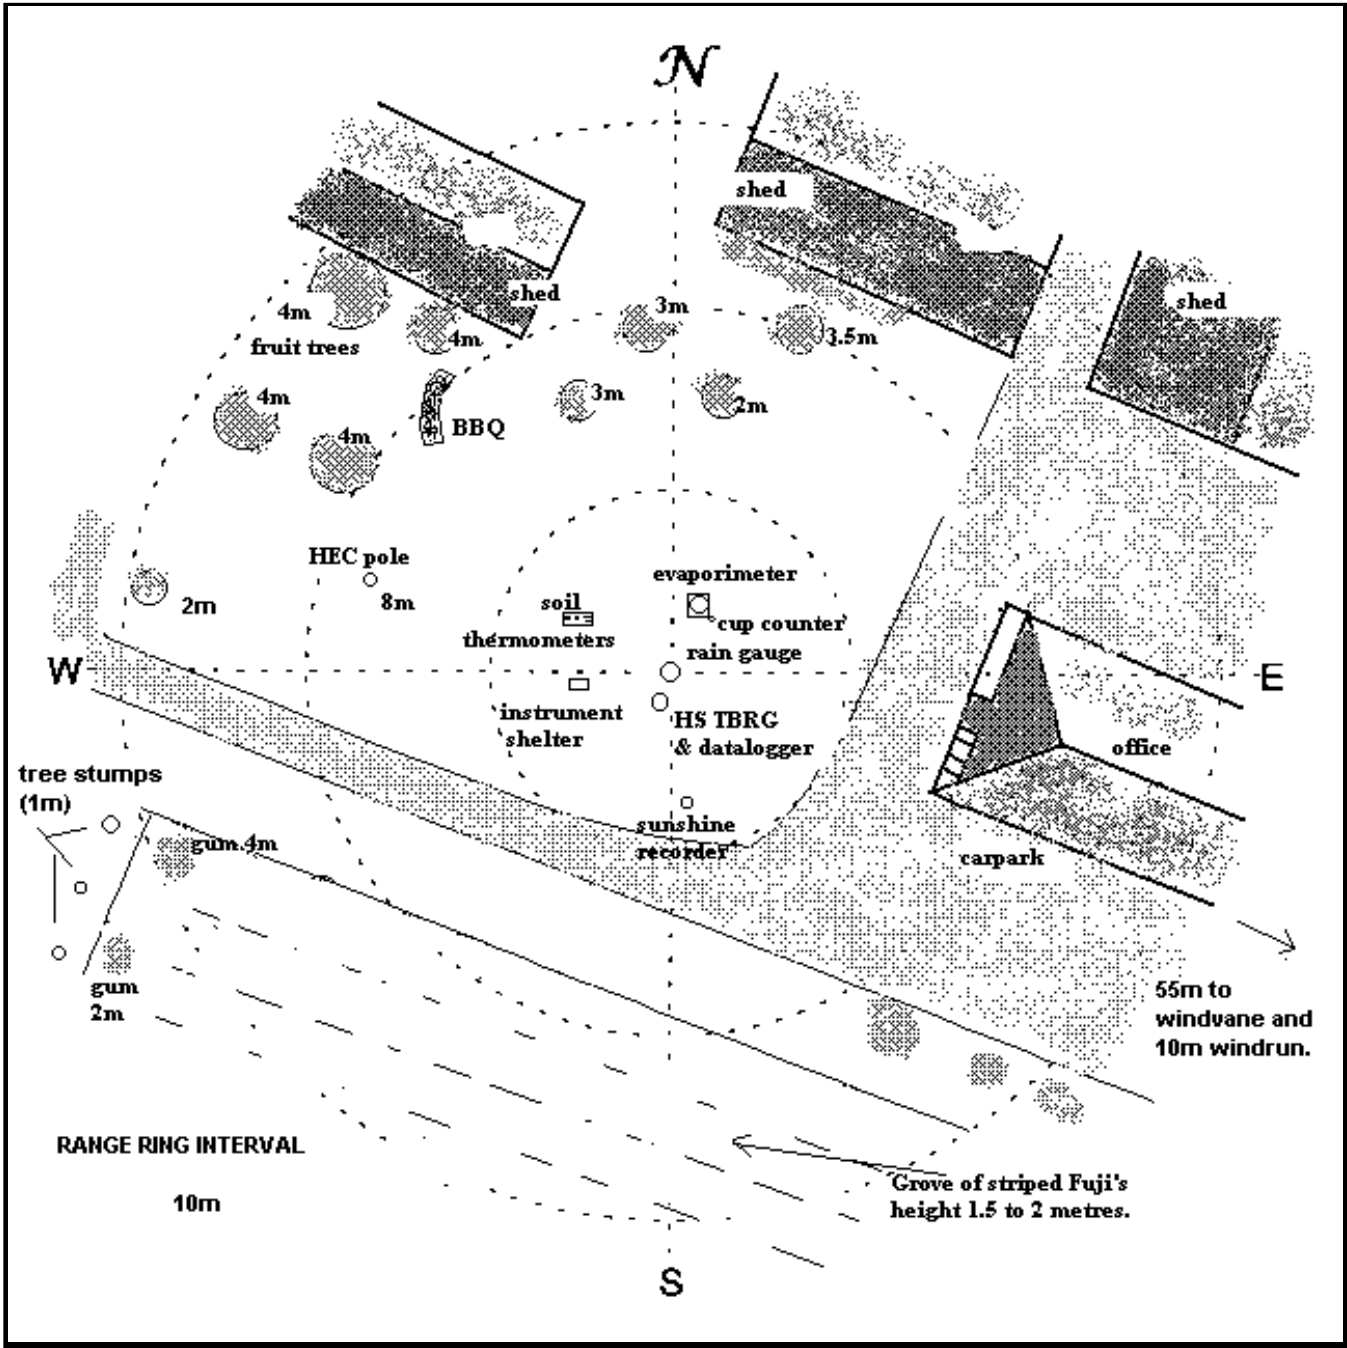 N
shed
shed
shed
4m
fruit trees
4m
3m
3.5m
4m
3m
2m
4m
BBQ
HEC pole
8m
2m
soil
thermometers
evaporimeter
cup counter
rain gauge
W
E
instrument
shelter
HS TBRG
& datalogger
office
tree stumps
(1m)
sunshine
recorder
gum 4m
carpark
gum
2m
55m to
windvane and
10m windrun.
RANGE RING INTERVAL
10m
Grove of striped Fuji's
height 1.5 to 2 metres.
S